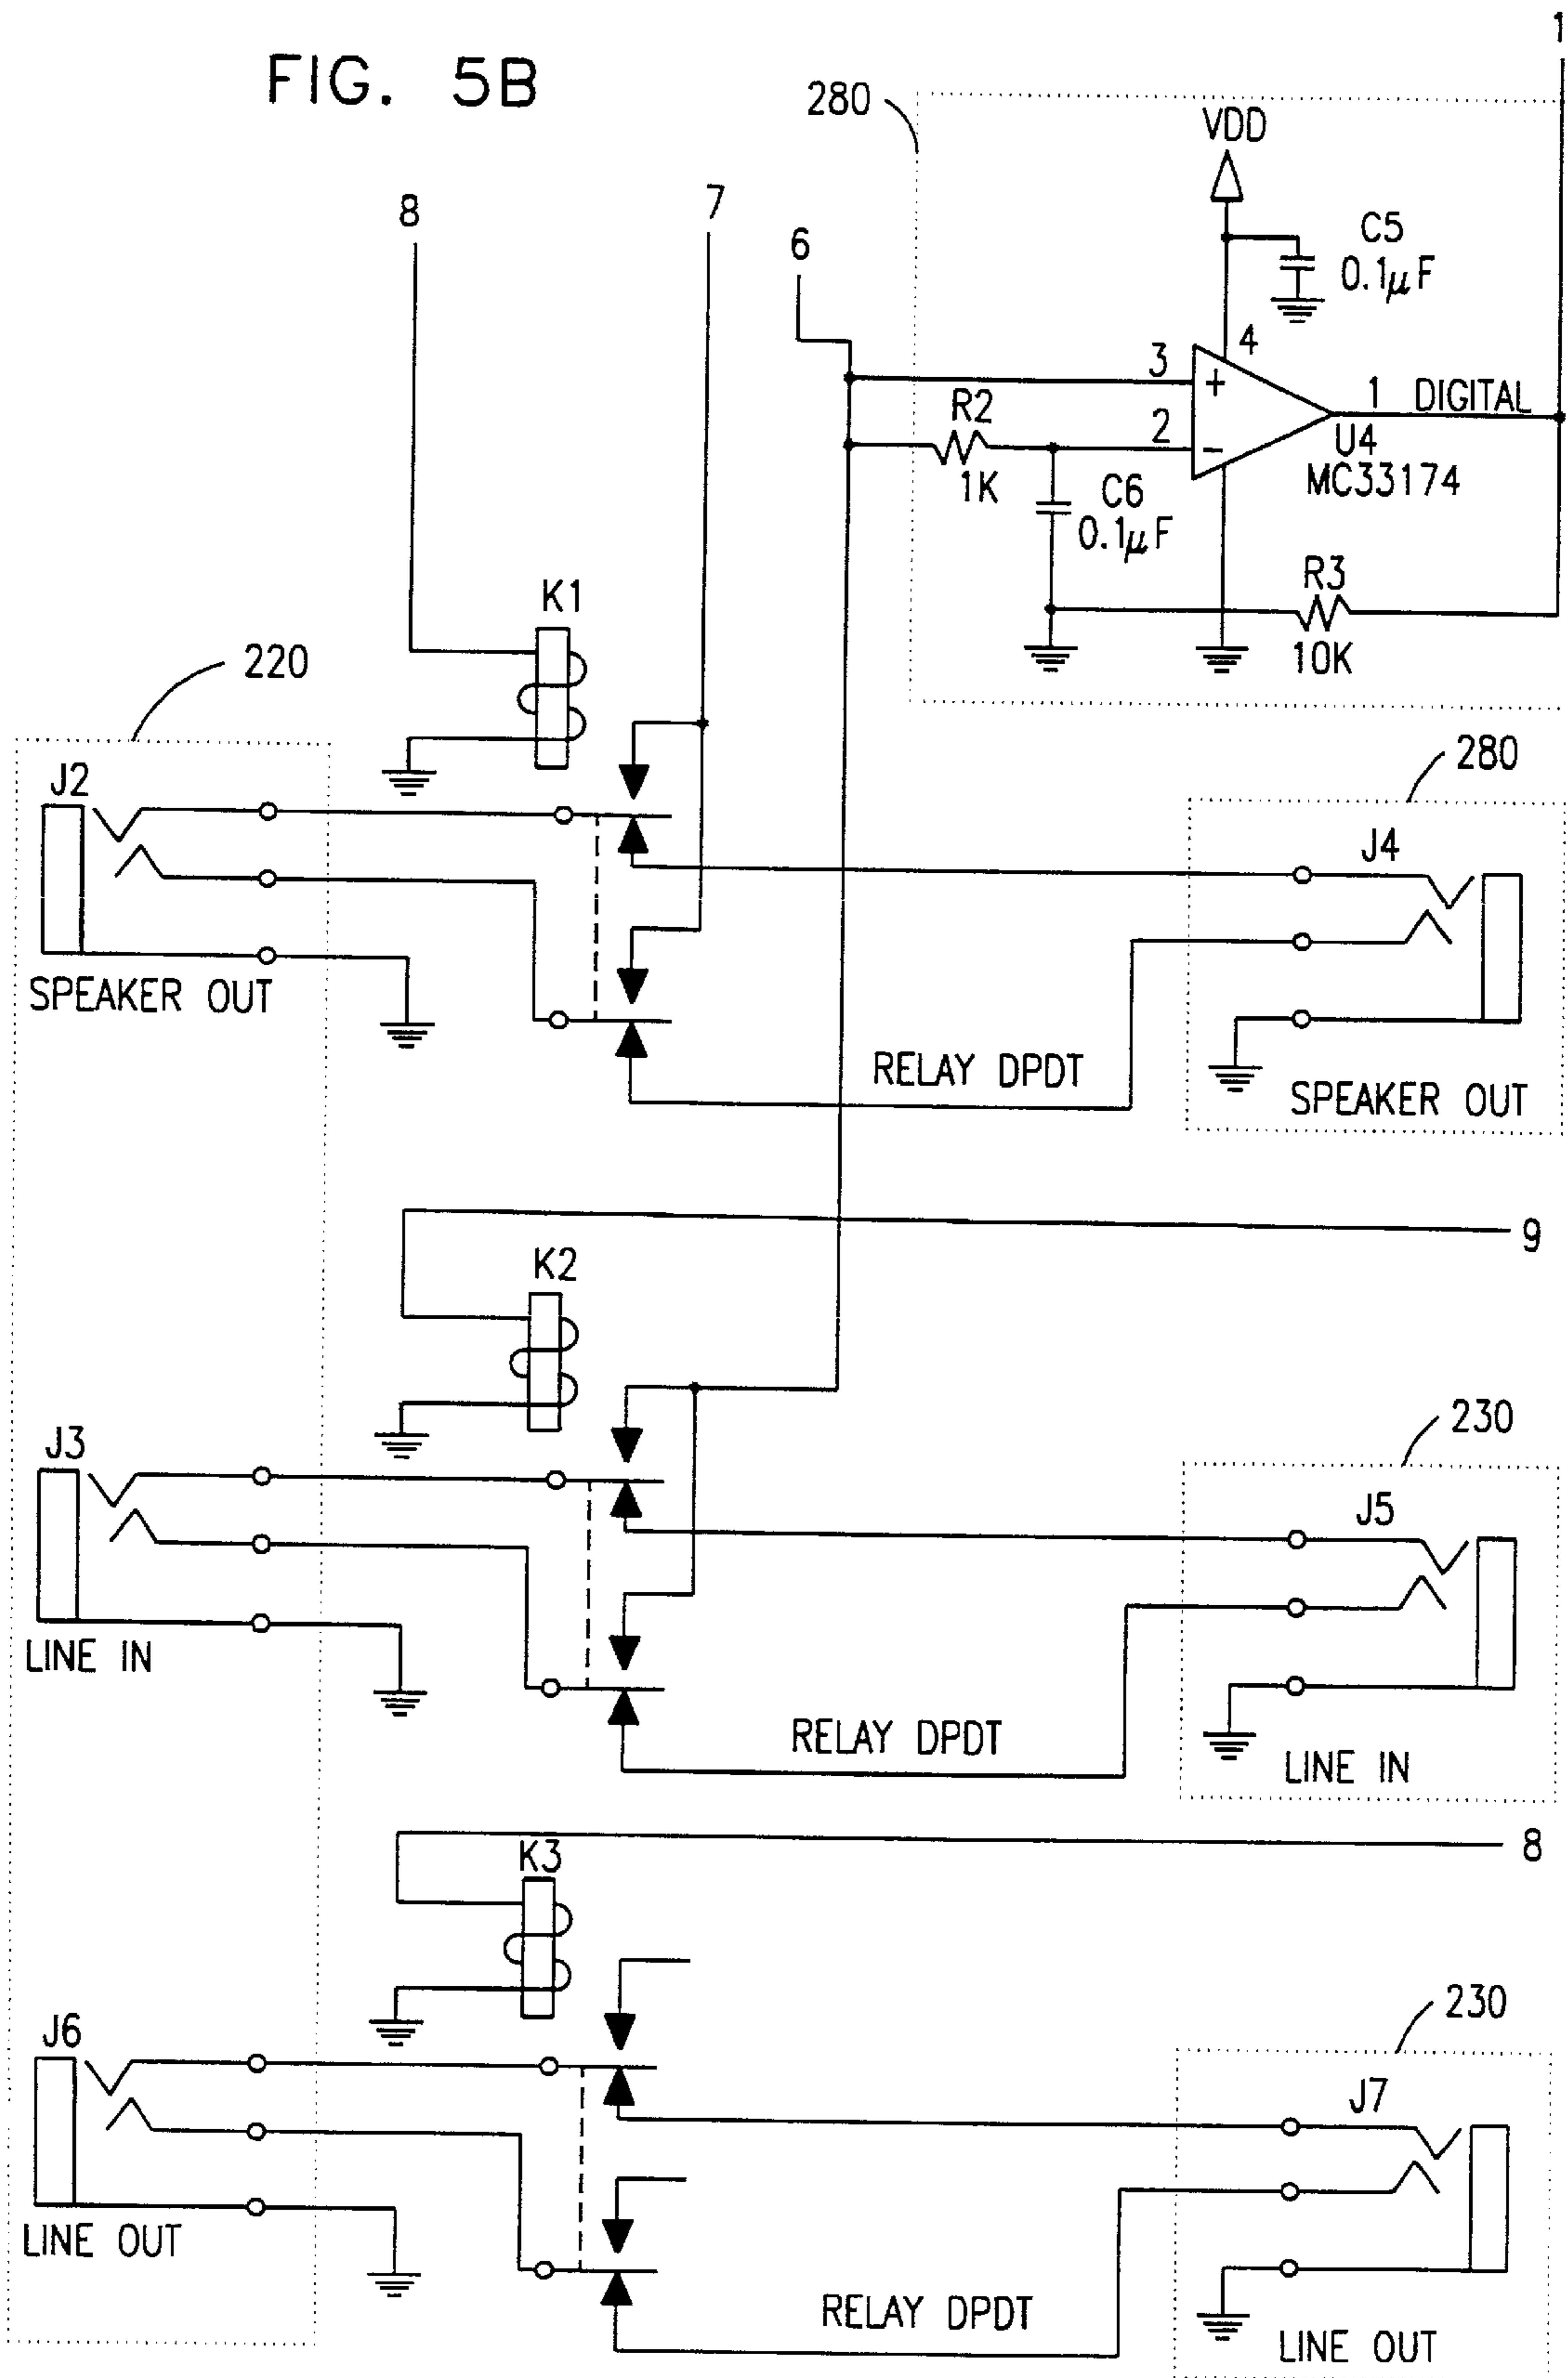 FIG. 5B
1
280
VDD
8
7
6
C5
0.1μF
4
3
+
R2
2
−
1K
1
DIGITAL
U4
MC33174
C6
0.1μF
R3
10K
K1
220
J2
280
J4
SPEAKER OUT
RELAY DPDT
SPEAKER OUT
9
K2
J3
230
J5
LINE IN
RELAY DPDT
LINE IN
8
K3
J6
230
J7
LINE OUT
RELAY DPDT
LINE OUT